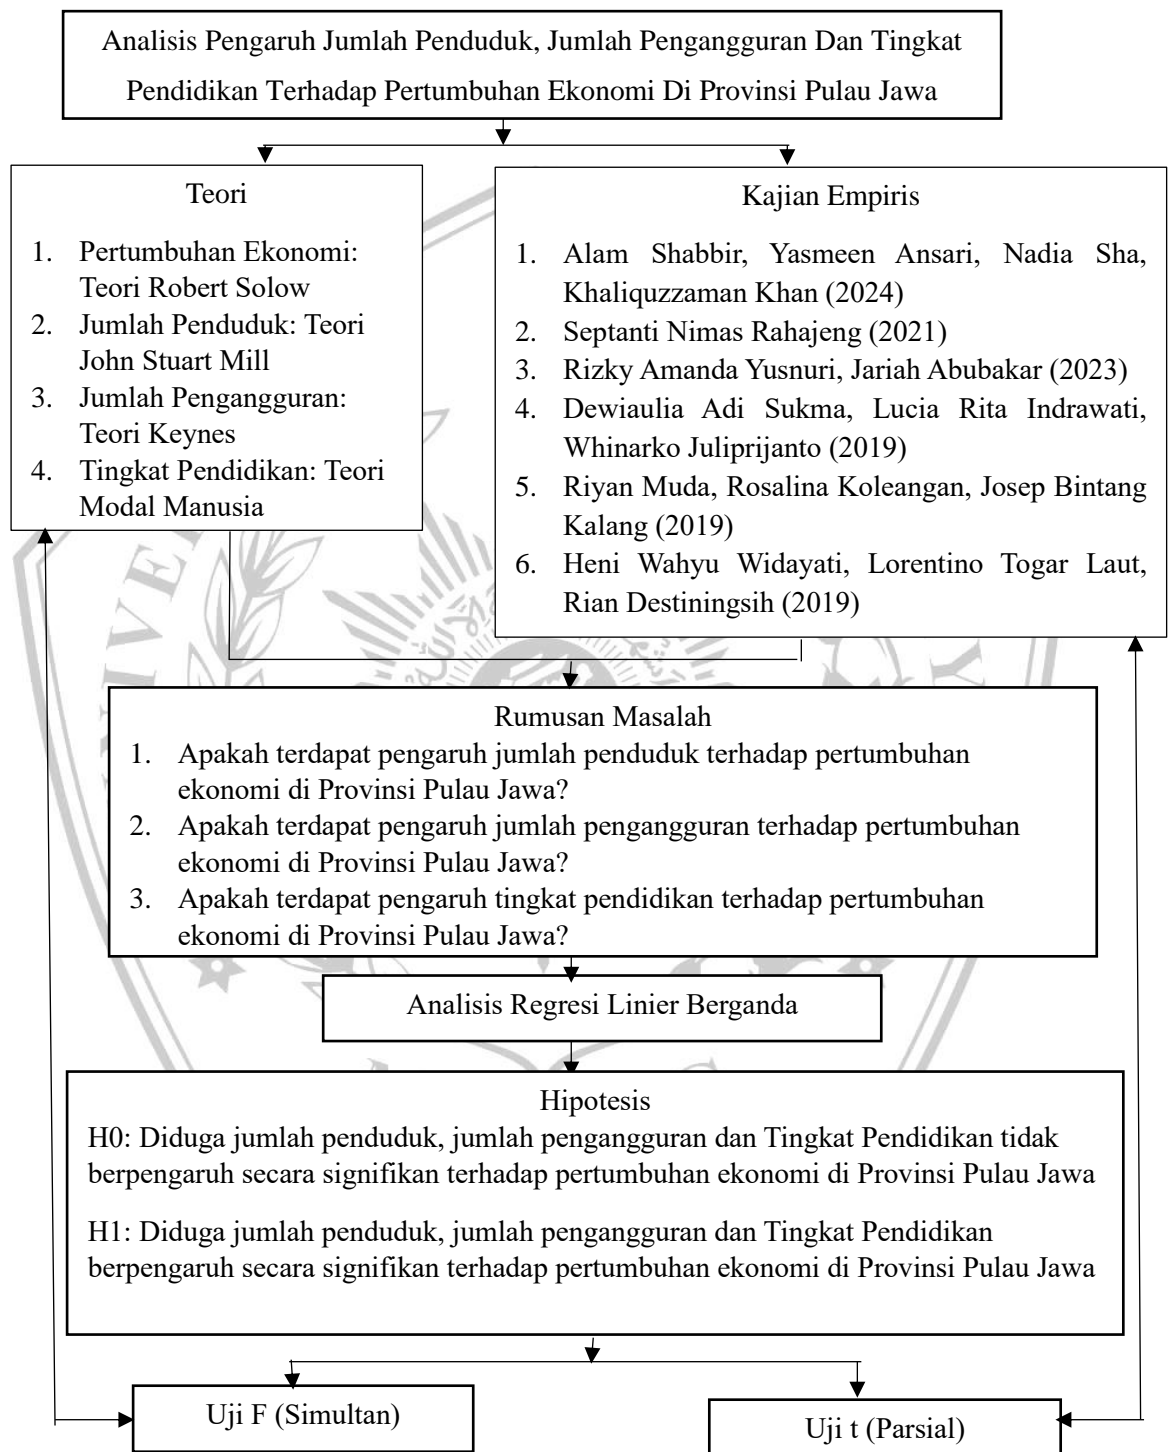 Analisis Pengaruh Jumlah Penduduk, Jumlah Pengangguran Dan Tingkat
Pendidikan Terhadap Pertumbuhan Ekonomi Di Provinsi Pulau Jawa
Teori
1. Pertumbuhan Ekonomi:
Teori Robert Solow
2. Jumlah Penduduk: Teori
John Stuart Mill
3. Jumlah Pengangguran:
Teori Keynes
4. Tingkat Pendidikan: Teori
Modal Manusia
Kajian Empiris
1. Alam Shabbir, Yasmeen Ansari, Nadia Sha,
Khaliquzzaman Khan (2024)
2. Septanti Nimas Rahajeng (2021)
3. Rizky Amanda Yusnuri, Jariah Abubakar (2023)
4. Dewiaulia Adi Sukma, Lucia Rita Indrawati,
Whinarko Juliprijanto (2019)
5. Riyan Muda, Rosalina Koleangan, Josep Bintang
Kalang (2019)
6. Heni Wahyu Widayati, Lorentino Togar Laut,
Rian Destiningsih (2019)
Rumusan Masalah
1. Apakah terdapat pengaruh jumlah penduduk terhadap pertumbuhan
ekonomi di Provinsi Pulau Jawa?
2. Apakah terdapat pengaruh jumlah pengangguran terhadap pertumbuhan
ekonomi di Provinsi Pulau Jawa?
3. Apakah terdapat pengaruh tingkat pendidikan terhadap pertumbuhan
ekonomi di Provinsi Pulau Jawa?
Analisis Regresi Linier Berganda
Hipotesis
H0: Diduga jumlah penduduk, jumlah pengangguran dan Tingkat Pendidikan tidak
berpengaruh secara signifikan terhadap pertumbuhan ekonomi di Provinsi Pulau Jawa
H1: Diduga jumlah penduduk, jumlah pengangguran dan Tingkat Pendidikan
berpengaruh secara signifikan terhadap pertumbuhan ekonomi di Provinsi Pulau Jawa
Uji F (Simultan)
Uji t (Parsial)